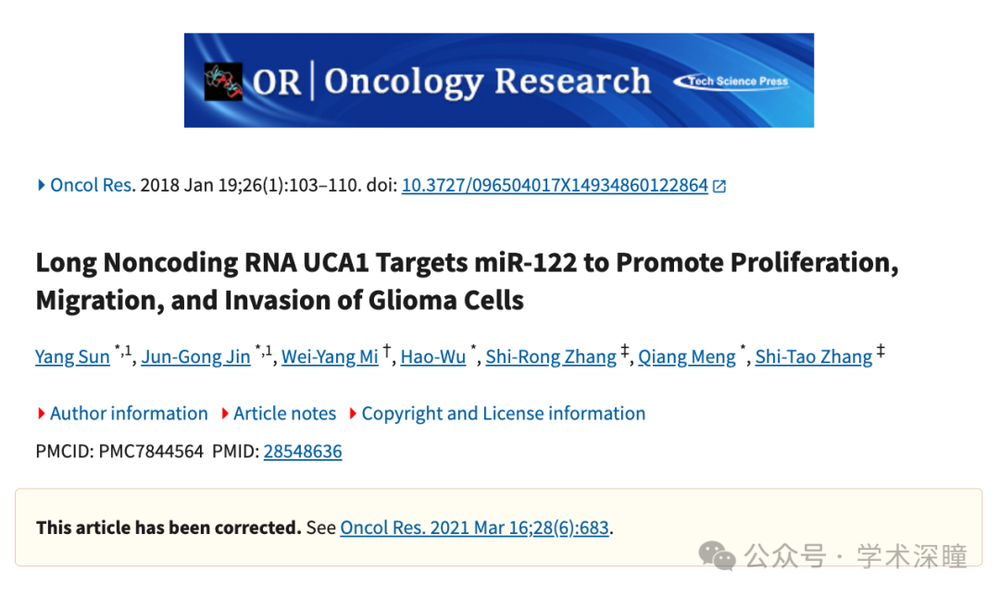 OR | Oncology Research Tech Science Press
Oncol Res. 2018 Jan 19;26(1):103–110. doi: 10.3727/096504017X14934860122864
Long Noncoding RNA UCA1 Targets miR-122 to Promote Proliferation,
Migration, and Invasion of Glioma Cells
Yang Sun *,1, Jun-Gong Jin *,1, Wei-Yang Mi †, Hao-Wu *, Shi-Rong Zhang ‡, Qiang Meng *, Shi-Tao Zhang ‡
Author information Article notes Copyright and License information
PMCID: PMC7844564 PMID: 28548636
This article has been corrected. See Oncol Res. 2021 Mar 16;28(6):683.
公众号 · 学术深瞳